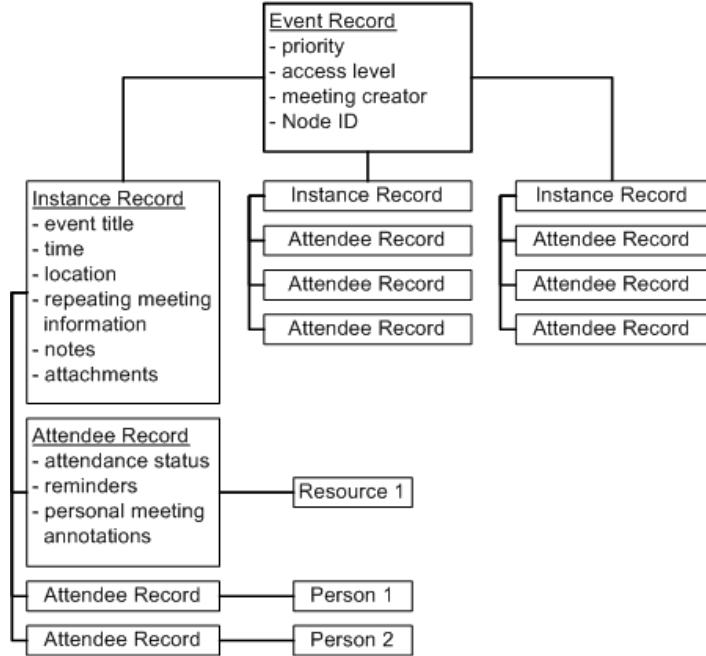 Event Record
- priority
- access level
- meeting creator
- Node ID
Instance Record
- event title
- time
- location
- repeating meeting
information
- notes
- attachments
Attendee Record
- attendance status
- reminders
- personal meeting
annotations
Resource 1
Attendee Record
Person 1
Attendee Record
Person 2
Instance Record
Attendee Record
Attendee Record
Attendee Record
Instance Record
Attendee Record
Attendee Record
Attendee Record